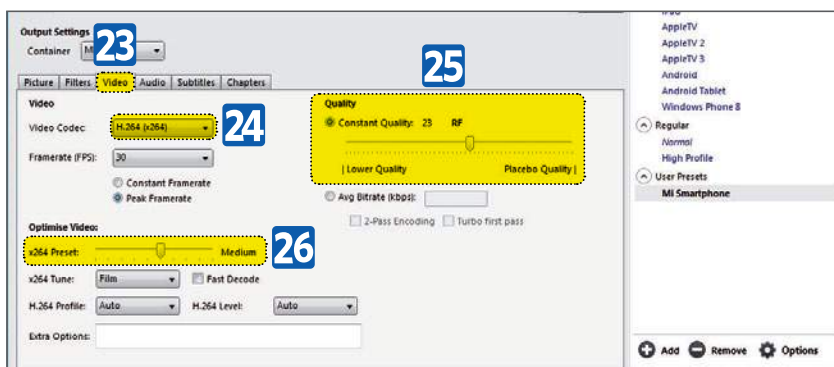 Output Settings
Container
23
Picture Filters Video Audio Subtitles Chapters
Video
Video Codec: H.264 (x264)
24
Framerate (FPS): 30
Constant Framerate
Peak Framerate
25
Quality
Constant Quality: 23 RF
| Lower Quality Placebo Quality |
Avg Bitrate (kbps):
2-Pass Encoding Turbo first pass
Optimise Video:
x264 Preset: Medium
26
x264 Tune: Film Fast Decode
H.264 Profile: Auto H.264 Level: Auto
Extra Options:
AppleTV
AppleTV 2
AppleTV 3
Android
Android Tablet
Windows Phone 8
Regular
Normal
High Profile
User Presets
Mi Smartphone
Add Remove Options